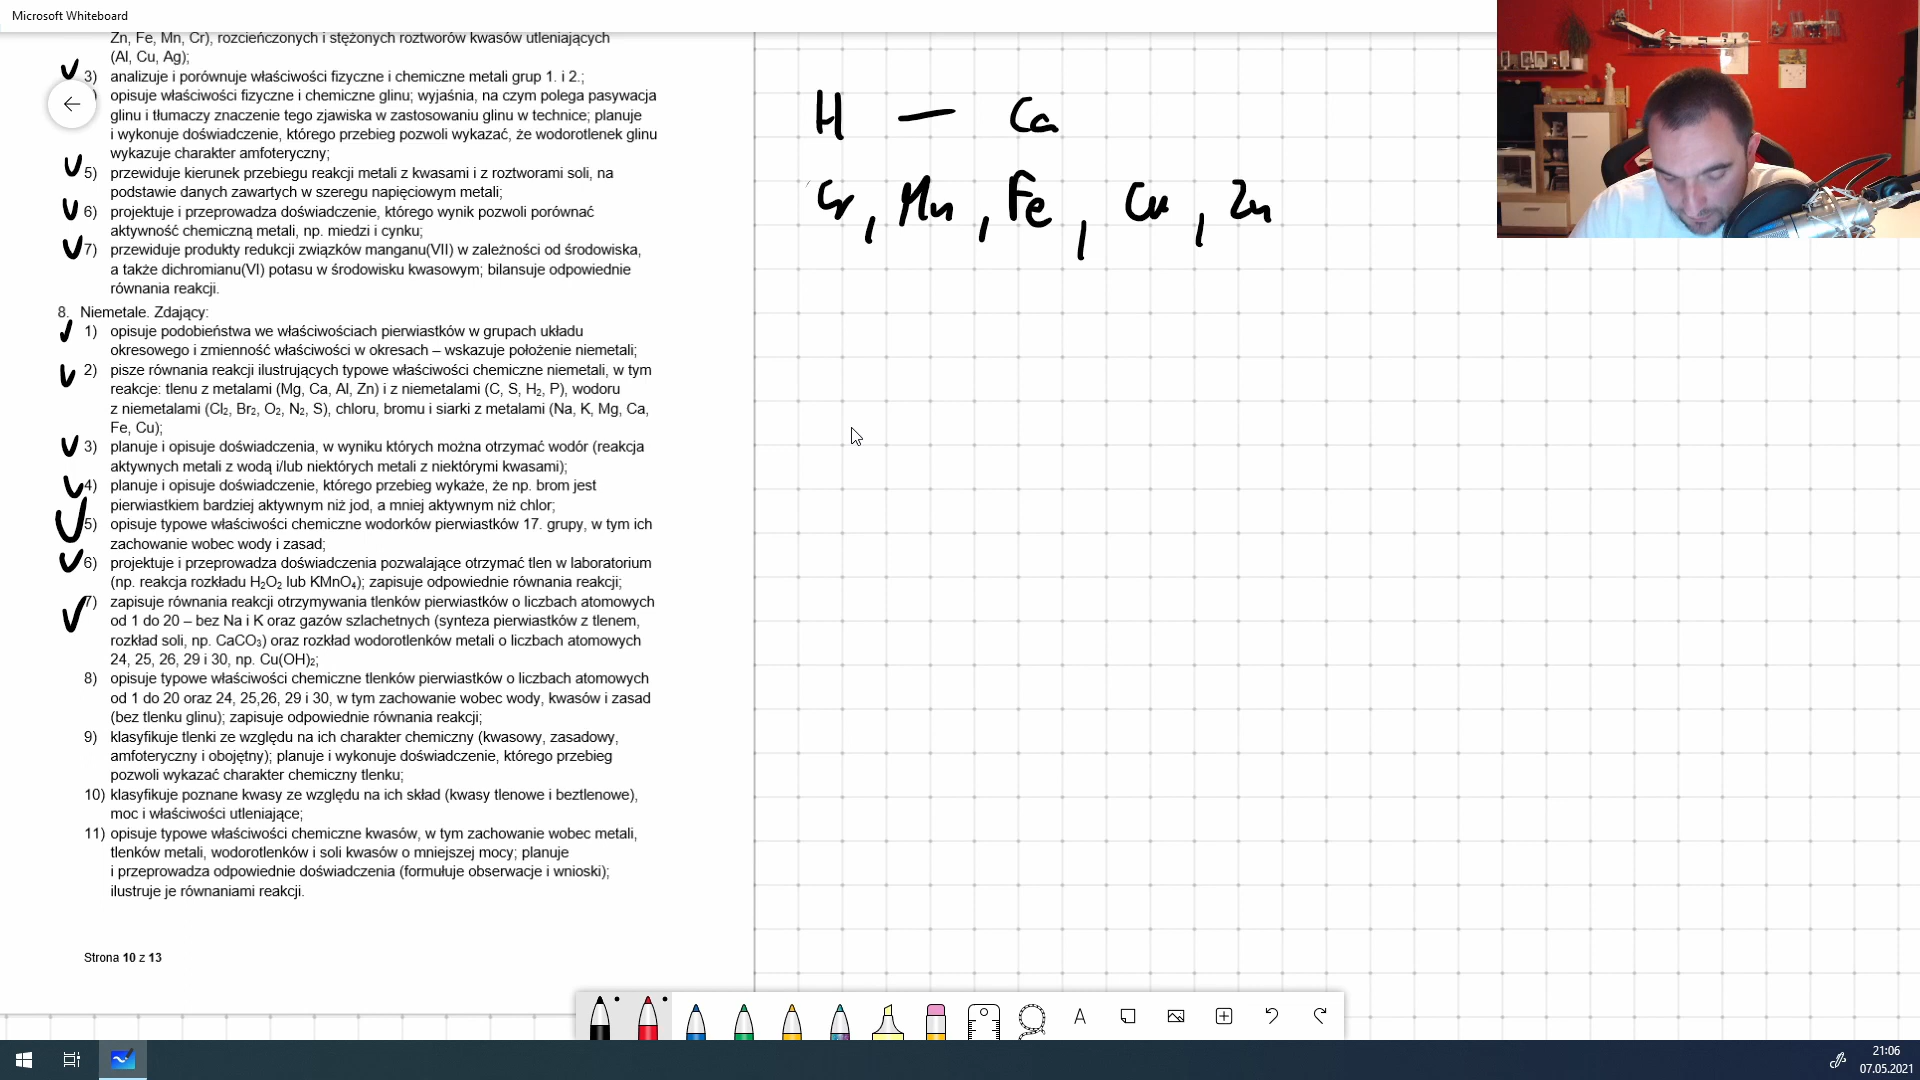 Microsoft Whiteboard
Zn, Fe, Mn, Cr), rozcieńczonych i stężonych roztworów kwasów utleniających
(Al, Cu, Ag);
3) analizuje i porównuje właściwości fizyczne i chemiczne metali grup 1. i 2.;
opisuje właściwości fizyczne i chemiczne glinu; wyjaśnia, na czym polega pasywacja
glinu i tłumaczy znaczenie tego zjawiska w zastosowaniu glinu w technice; planuje
i wykonuje doświadczenie, którego przebieg pozwoli wykazać, że wodorotlenek glinu
wykazuje charakter amfoteryczny;
5) przewiduje kierunek przebiegu reakcji metali z kwasami i z roztworami soli, na
podstawie danych zawartych w szeregu napięciowym metali;
6) projektuje i przeprowadza doświadczenie, którego wynik pozwoli porównać
aktywność chemiczną metali, np. miedzi i cynku;
7) przewiduje produkty redukcji związków manganu(VII) w zależności od środowiska,
a także dichromianu(VI) potasu w środowisku kwasowym; bilansuje odpowiednie
równania reakcji.
8. Niemetale. Zdający:
1) opisuje podobieństwa we właściwościach pierwiastków w grupach układu
okresowego i zmienność właściwości w okresach – wskazuje położenie niemetali;
2) pisze równania reakcji ilustrujących typowe właściwości chemiczne niemetali, w tym
reakcje: tlenu z metalami (Mg, Ca, Al, Zn) i z niemetalami (C, S, H₂, P), wodoru
z niemetalami (Cl₂, Br₂, O₂, N₂, S), chloru, bromu i siarki z metalami (Na, K, Mg, Ca,
Fe, Cu);
3) planuje i opisuje doświadczenia, w wyniku których można otrzymać wodór (reakcja
aktywnych metali z wodą i/lub niektórych metali z niektórymi kwasami);
4) planuje i opisuje doświadczenie, którego przebieg wykaże, że np. brom jest
pierwiastkiem bardziej aktywnym niż jod, a mniej aktywnym niż chlor;
5) opisuje typowe właściwości chemiczne wodorków pierwiastków 17. grupy, w tym ich
zachowanie wobec wody i zasad;
6) projektuje i przeprowadza doświadczenia pozwalające otrzymać tlen w laboratorium
(np. reakcja rozkładu H₂O₂ lub KMnO₄); zapisuje odpowiednie równania reakcji;
7) zapisuje równania reakcji otrzymywania tlenków pierwiastków o liczbach atomowych
od 1 do 20 – bez Na i K oraz gazów szlachetnych (synteza pierwiastków z tlenem,
rozkład soli, np. CaCO₃) oraz rozkład wodorotlenków metali o liczbach atomowych
24, 25, 26, 29 i 30, np. Cu(OH)₂;
8) opisuje typowe właściwości chemiczne tlenków pierwiastków o liczbach atomowych
od 1 do 20 oraz 24, 25,26, 29 i 30, w tym zachowanie wobec wody, kwasów i zasad
(bez tlenku glinu); zapisuje odpowiednie równania reakcji;
9) klasyfikuje tlenki ze względu na ich charakter chemiczny (kwasowy, zasadowy,
amfoteryczny i obojętny); planuje i wykonuje doświadczenie, którego przebieg
pozwoli wykazać charakter chemiczny tlenku;
10) klasyfikuje poznane kwasy ze względu na ich skład (kwasy tlenowe i beztlenowe),
moc i właściwości utleniające;
11) opisuje typowe właściwości chemiczne kwasów, w tym zachowanie wobec metali,
tlenków metali, wodorotlenków i soli kwasów o mniejszej mocy; planuje
i przeprowadza odpowiednie doświadczenia (formułuje obserwacje i wnioski);
ilustruje je równaniami reakcji.
Strona 10 z 13
H — Ca
Cr, Mn, Fe, Cu, Zn
21:06
07.05.2021